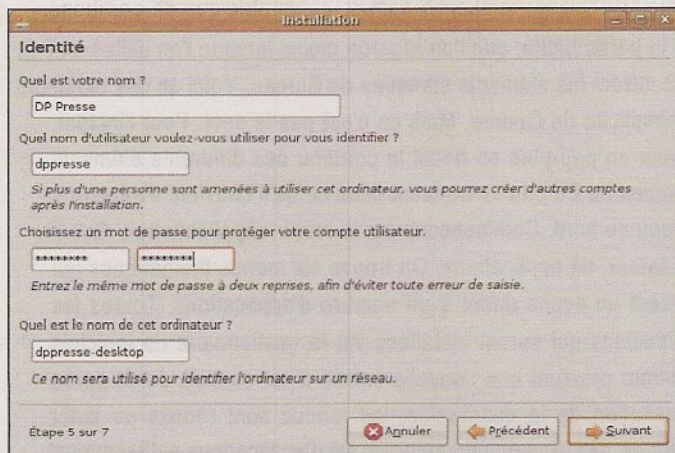 Installation
Identité
Quel est votre nom ?
DP Presse
Quel nom d'utilisateur voulez-vous utiliser pour vous identifier ?
dppresse
Si plus d'une personne sont amenées à utiliser cet ordinateur, vous pourrez créer d'autres comptes
après l'installation.
Choisissez un mot de passe pour protéger votre compte utilisateur.
******** ********
Entrez le même mot de passe à deux reprises, afin d'éviter toute erreur de saisie.
Quel est le nom de cet ordinateur ?
dppresse-desktop
Ce nom sera utilisé pour identifier l'ordinateur sur un réseau.
Étape 5 sur 7
Annuler Précédent Suivant